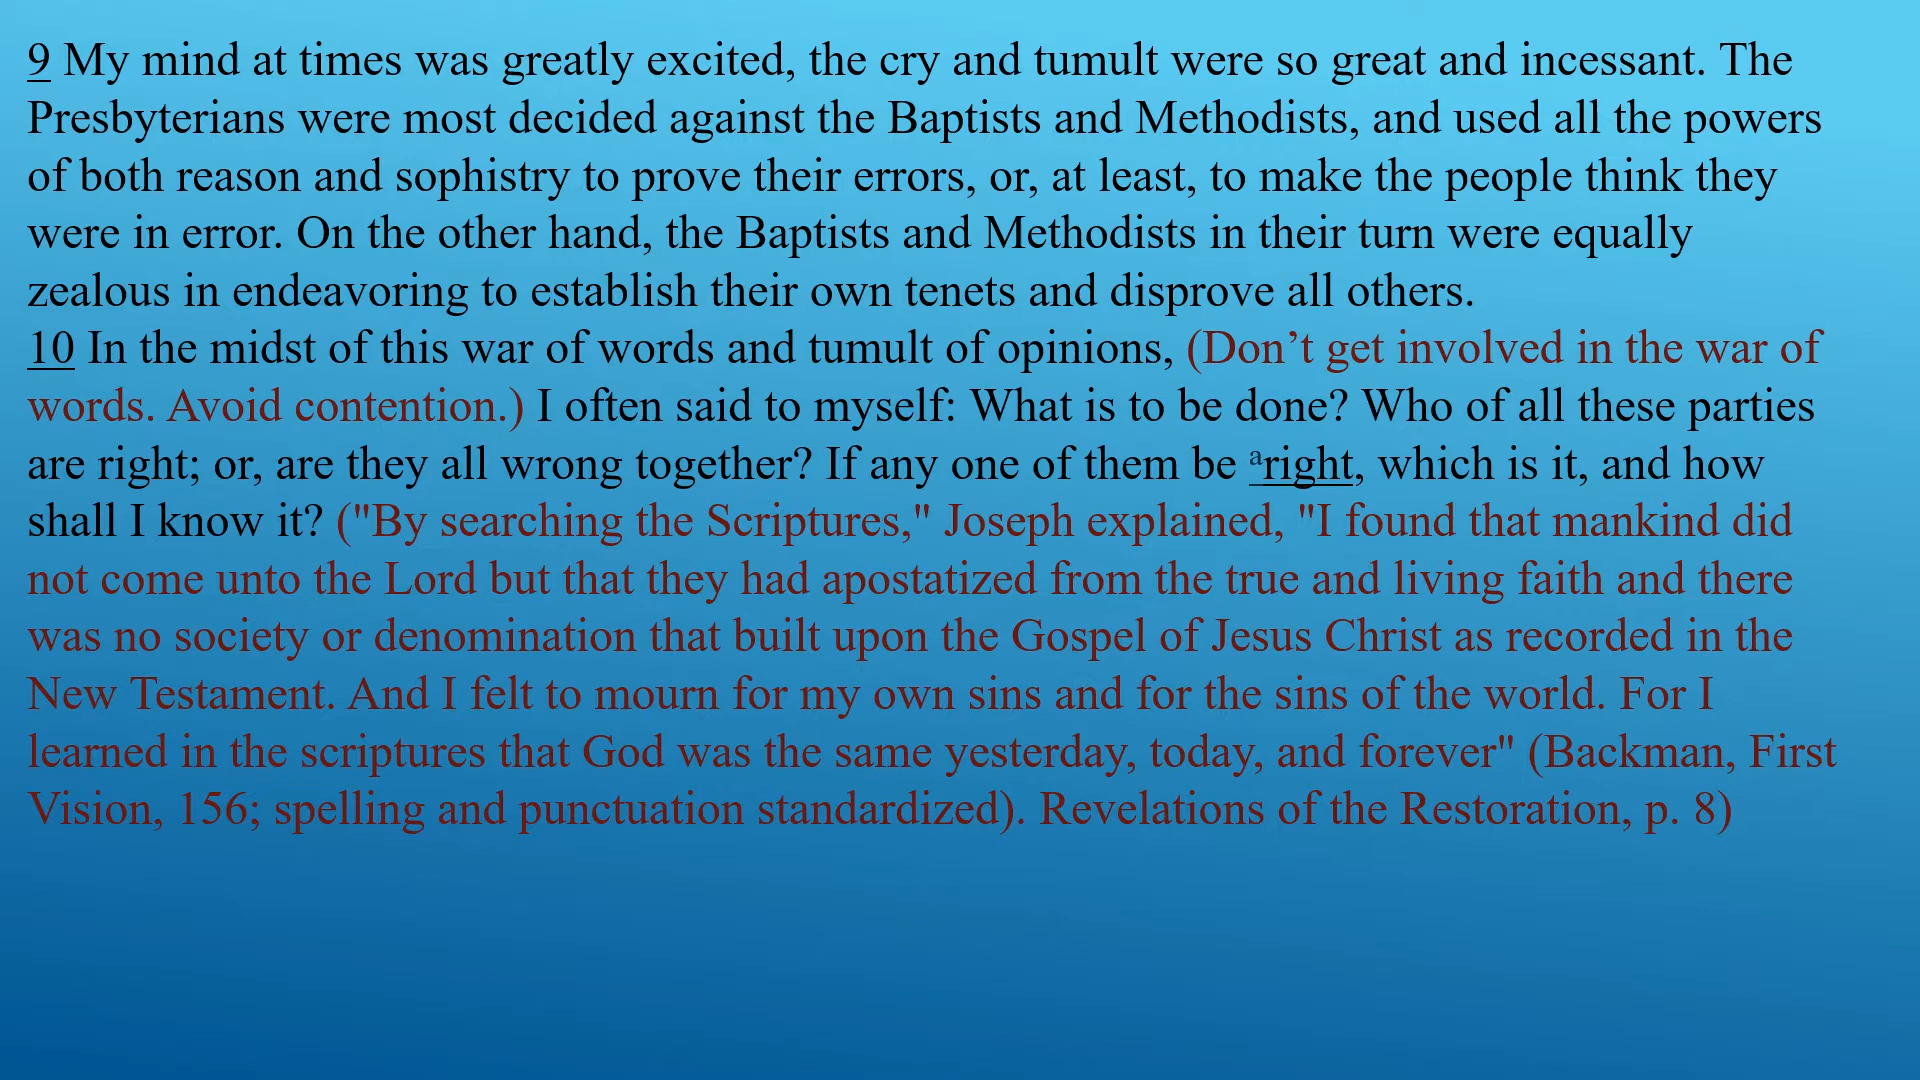 9 My mind at times was greatly excited, the cry and tumult were so great and incessant. The
Presbyterians were most decided against the Baptists and Methodists, and used all the powers
of both reason and sophistry to prove their errors, or, at least, to make the people think they
were in error. On the other hand, the Baptists and Methodists in their turn were equally
zealous in endeavoring to establish their own tenets and disprove all others.
10 In the midst of this war of words and tumult of opinions, (Don’t get involved in the war of
words. Avoid contention.) I often said to myself: What is to be done? Who of all these parties
are right; or, are they all wrong together? If any one of them be aright, which is it, and how
shall I know it? ("By searching the Scriptures," Joseph explained, "I found that mankind did
not come unto the Lord but that they had apostatized from the true and living faith and there
was no society or denomination that built upon the Gospel of Jesus Christ as recorded in the
New Testament. And I felt to mourn for my own sins and for the sins of the world. For I
learned in the scriptures that God was the same yesterday, today, and forever" (Backman, First
Vision, 156; spelling and punctuation standardized). Revelations of the Restoration, p. 8)